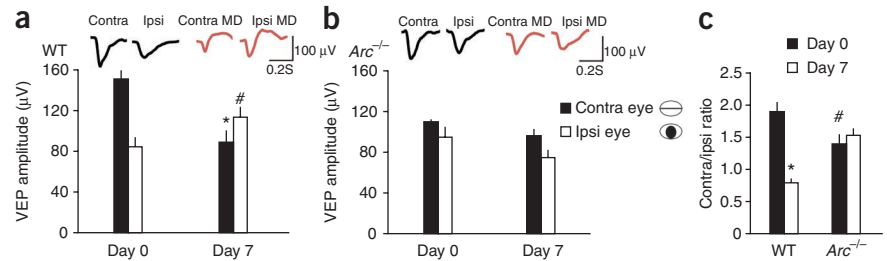 a
WT
Contra Ipsi Contra MD Ipsi MD
100 µV
0.2S
VEP amplitude (µV)
160
120
80
40
0
*
#
Day 0 Day 7
b
Arc–/–
Contra Ipsi Contra MD Ipsi MD
100 µV
0.2S
VEP amplitude (µV)
160
120
80
40
0
Day 0 Day 7
Contra eye
Ipsi eye
c
Day 0
Day 7
Contra/ipsi ratio
2.5
2.0
1.5
1.0
0.5
0
*
#
WT Arc–/–